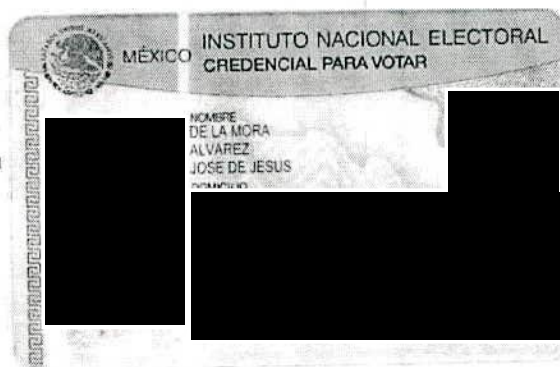 MÉXICO
INSTITUTO NACIONAL ELECTORAL
CREDENCIAL PARA VOTAR
NOMBRE
DE LA MORA
ALVAREZ
JOSE DE JESUS
DOMICILIO